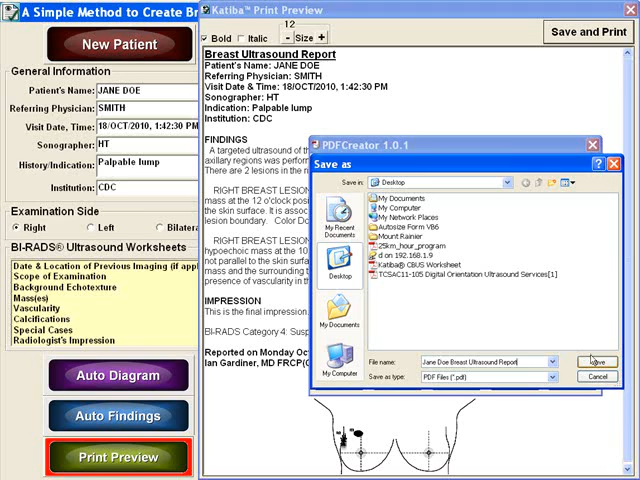 A Simple Method to Create Br
New Patient
General Information
Patient's Name:
JANE DOE
Referring Physician:
SMITH
Visit Date, Time:
18/OCT/2010, 1:42:30 PM
Sonographer:
HT
History/Indication:
Palpable lump
Institution:
CDC
Examination Side
Right
Left
Bilatera
BI-RADS® Ultrasound Worksheets
Date & Location of Previous Imaging (if app
Scope of Examination
Background Echotexture
Mass(es)
Vascularity
Calcifications
Special Cases
Radiologist's Impression
Auto Diagram
Auto Findings
Print Preview
Katiba™ Print Preview
Bold
Italic
12
- Size +
Save and Print
Breast Ultrasound Report
Patient's Name: JANE DOE
Referring Physician: SMITH
Visit Date & Time: 18/OCT/2010, 1:42:30 PM
Sonographer: HT
Indication: Palpable lump
Institution: CDC
FINDINGS
A targeted ultrasound of th
axillary regions was perform
There are 2 lesions in the ri
RIGHT BREAST LESION
mass at the 12 o'clock posi
the skin surface. It is assoc
lesion boundary. Color Do
RIGHT BREAST LESION
hypoechoic mass at the 10
not parallel to the skin surfa
mass and the surrounding t
presence of vascularity in th
IMPRESSION
This is the final impression.
BI-RADS Category 4: Susp
Reported on Monday Oct
Ian Gardiner, MD FRCP(C
PDFCreator 1.0.1
Save as
Save in:
Desktop
My Recent
Documents
Desktop
My Documents
My Computer
My Documents
My Computer
My Network Places
Autosize Form VB6
Mount Rainier
25km_hour_program
d on 192.168.1.9
Katiba® CBUS Worksheet
TCSAC11-105 Digital Orientation Ultrasound Services[1]
File name:
Jane Doe Breast Ultrasound Report
Save
Save as type:
PDF Files (*.pdf)
Cancel